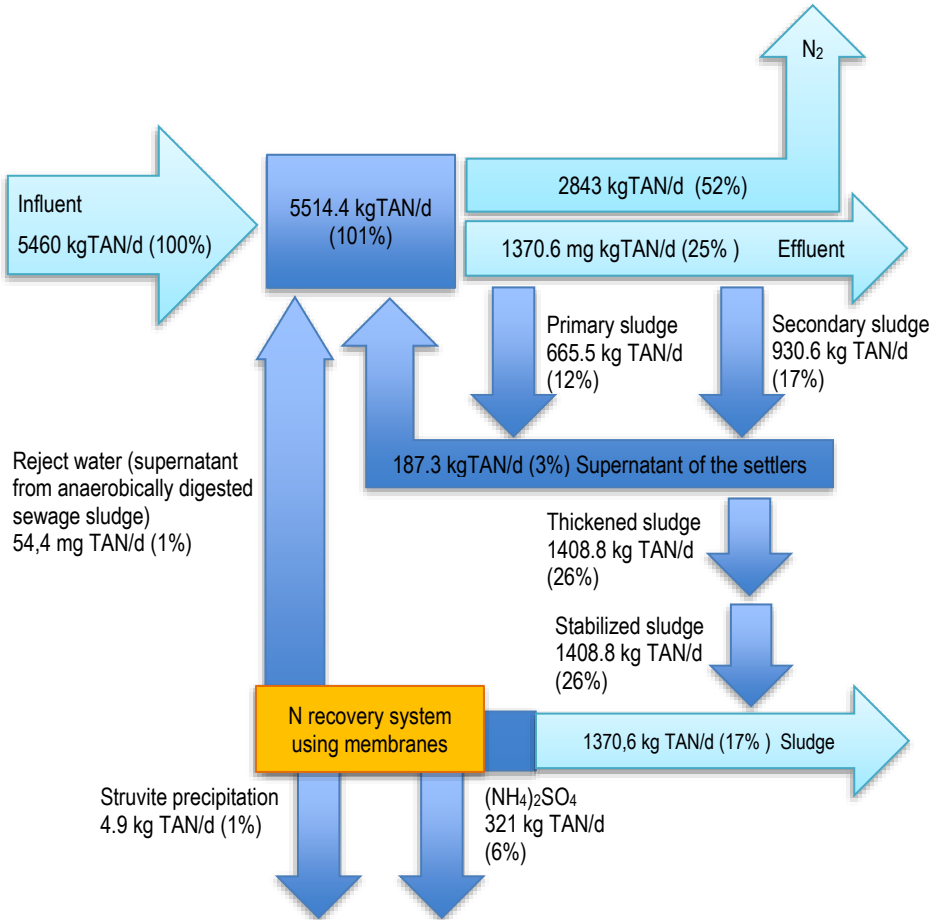 N2
Influent
5460 kgTAN/d (100%)
5514.4 kgTAN/d
(101%)
2843 kgTAN/d (52%)
1370.6 mg kgTAN/d (25% ) Effluent
Primary sludge
665.5 kg TAN/d
(12%)
Secondary sludge
930.6 kg TAN/d
(17%)
187.3 kgTAN/d (3%) Supernatant of the settlers
Reject water (supernatant
from anaerobically digested
sewage sludge)
54,4 mg TAN/d (1%)
Thickened sludge
1408.8 kg TAN/d
(26%)
Stabilized sludge
1408.8 kg TAN/d
(26%)
N recovery system
using membranes
1370,6 kg TAN/d (17% ) Sludge
Struvite precipitation
4.9 kg TAN/d (1%)
(NH4)2SO4
321 kg TAN/d
(6%)